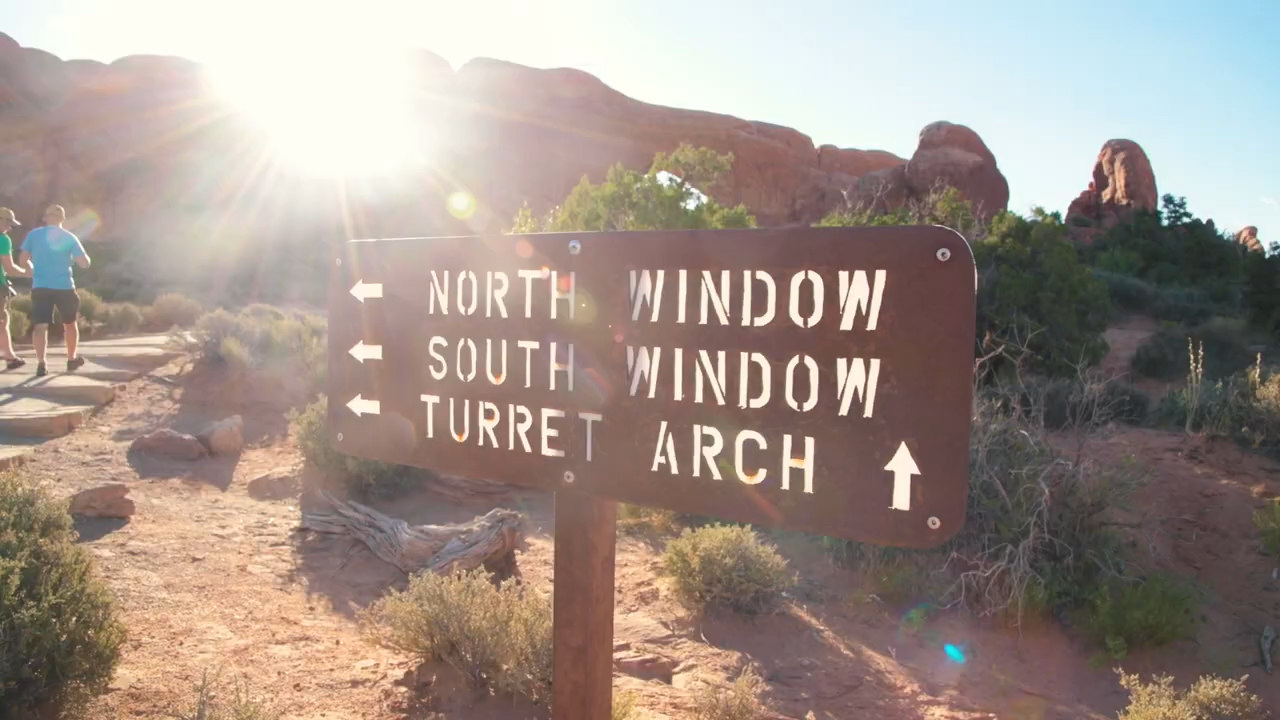 ← NORTH WINDOW
← SOUTH WINDOW
← TURRET ARCH ↑